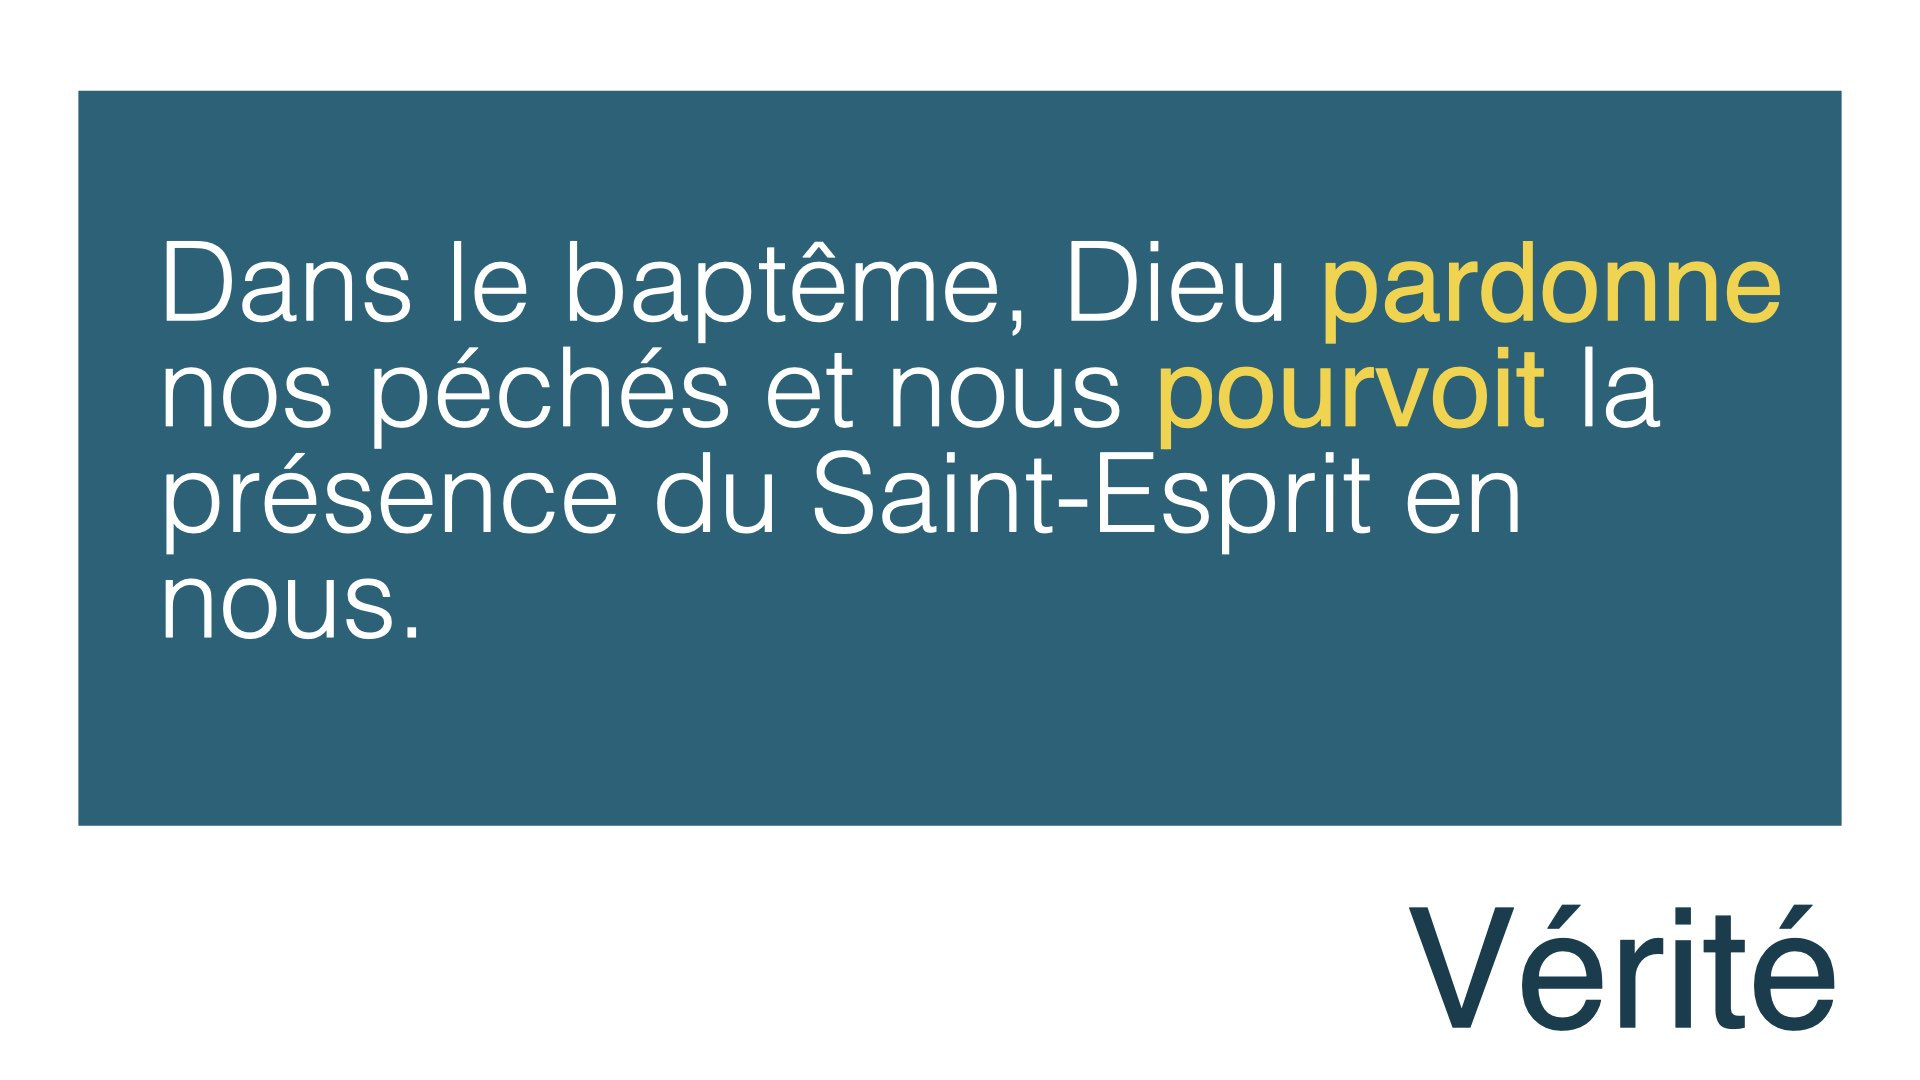 Dans le baptême, Dieu pardonne
nos péchés et nous pourvoit la
présence du Saint-Esprit en
nous.
Vérité